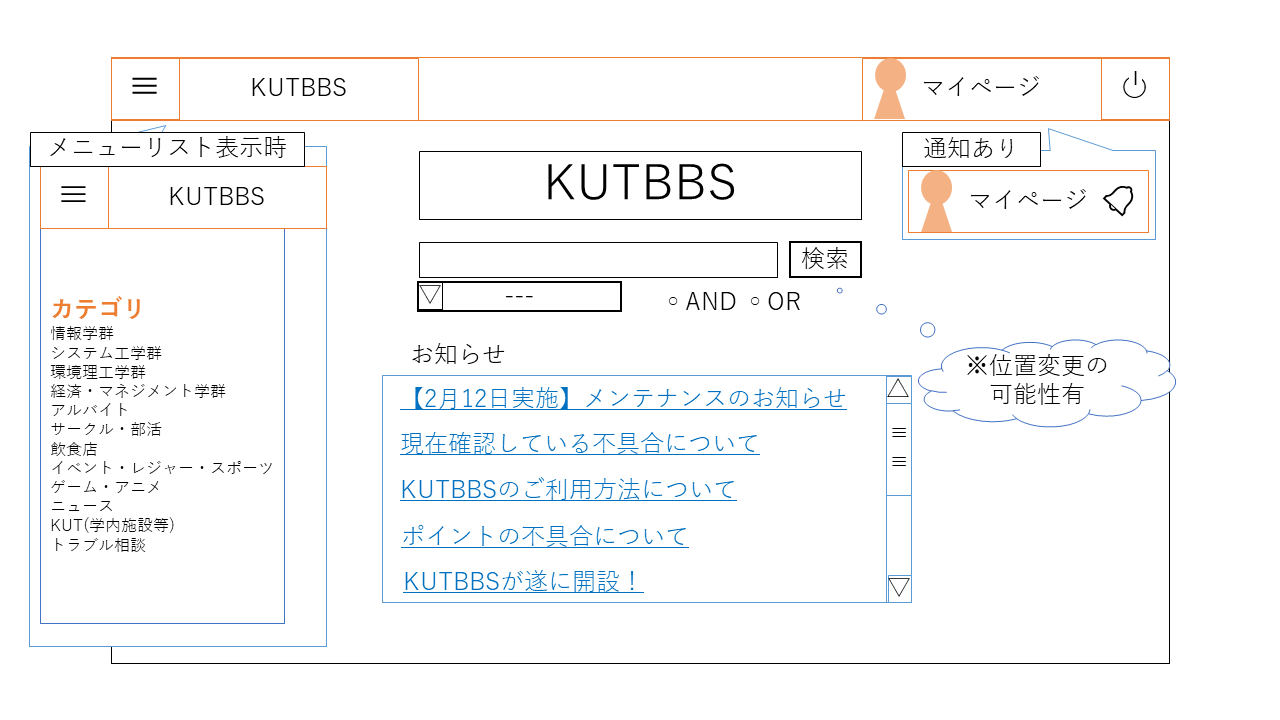 KUTBBS
マイページ
メニューリスト表示時
KUTBBS
カテゴリ
情報学群
システム工学群
環境理工学群
経済・マネジメント学群
アルバイト
サークル・部活
飲食店
イベント・レジャー・スポーツ
ゲーム・アニメ
ニュース
KUT(学内施設等)
トラブル相談
KUTBBS
検索
▽ ---
○ AND ○ OR
お知らせ
【2月12日実施】メンテナンスのお知らせ
現在確認している不具合について
KUTBBSのご利用方法について
ポイントの不具合について
KUTBBSが遂に開設！
通知あり
マイページ
※位置変更の
可能性有